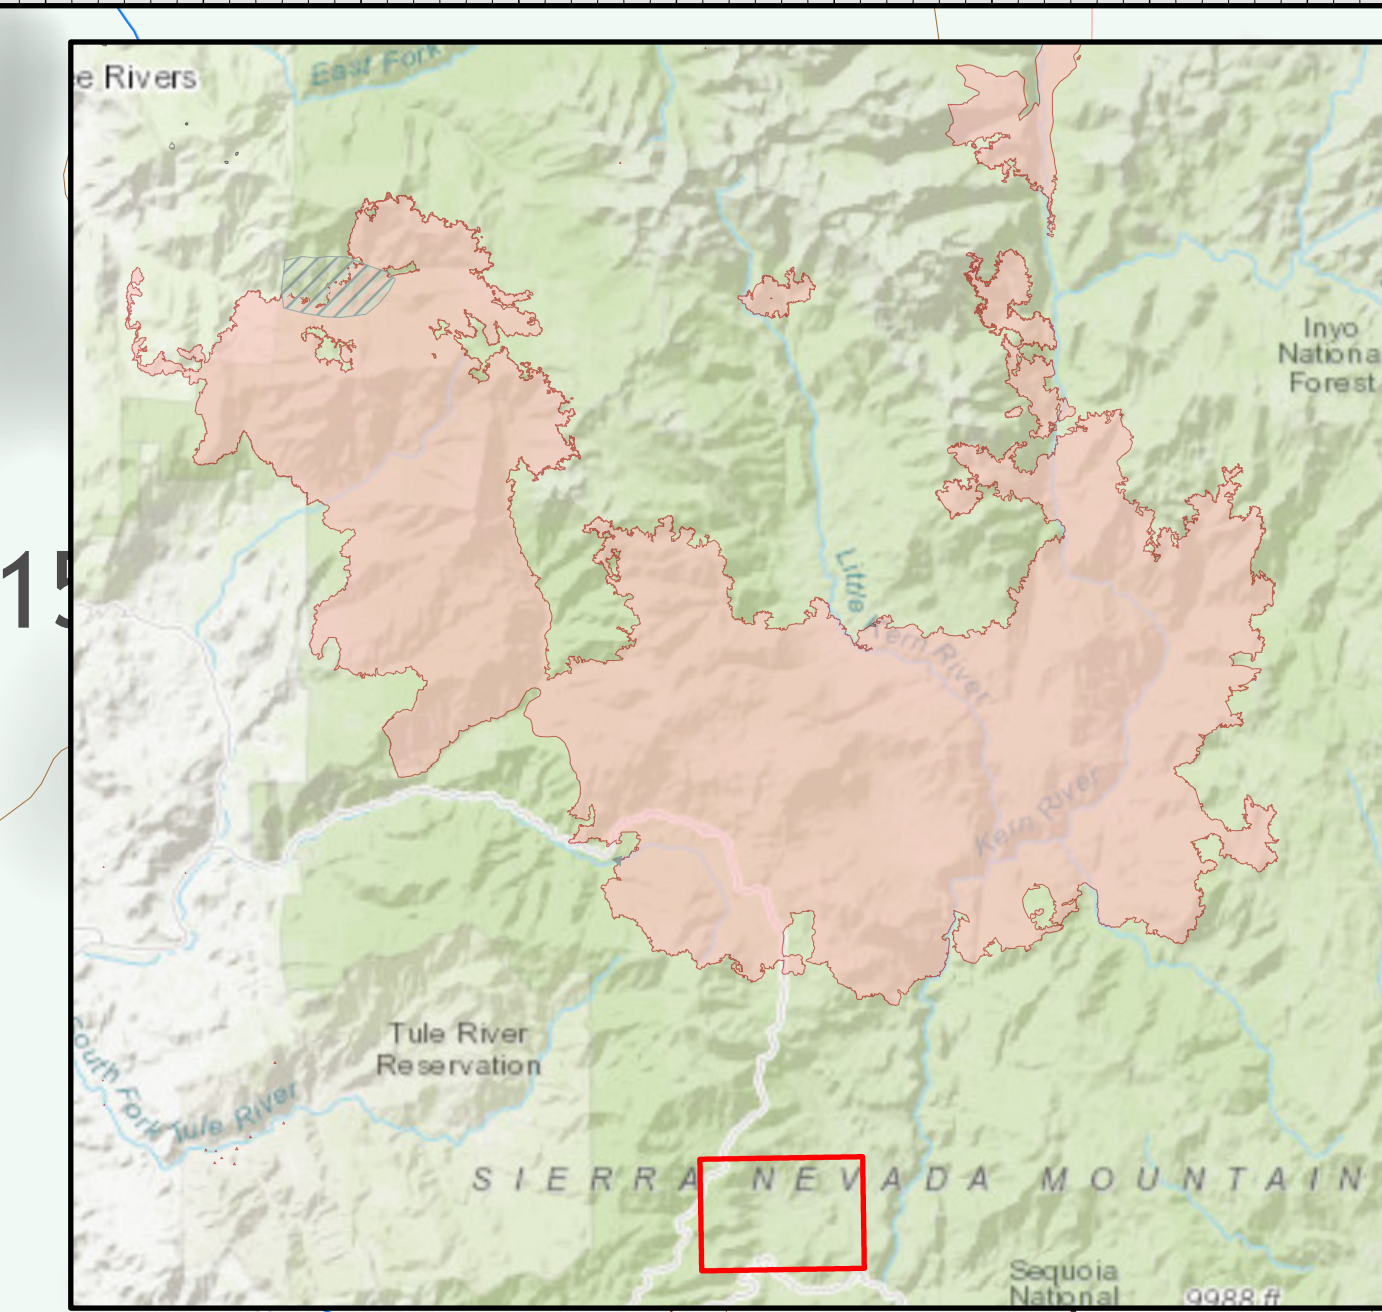 East Fork
e Rivers
Inyo
Nationa
Forest
15
Little Kern River
Kern River
Tule River
Reservation
South Fork Tule River
SIERRA NEVADA MOUNTAIN
Sequoia
National
9988 ft